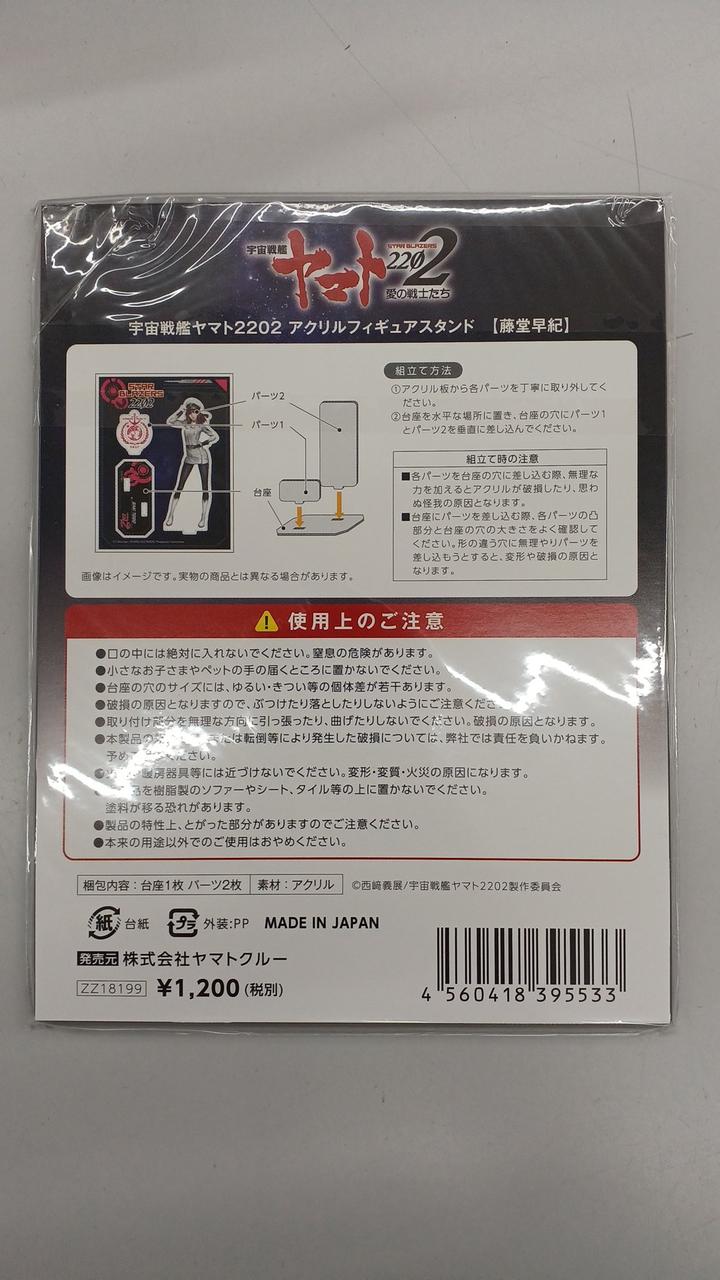 宇宙戦艦
ヤマト
STAR BLAZERS
2202
愛の戦士たち
宇宙戦艦ヤマト2202 アクリルフィギュアスタンド 【藤堂早紀】
STAR
BLAZERS
2202
パーツ2
パーツ1
台座
画像はイメージです。実物の商品とは異なる場合があります。
組立て方法
①アクリル板から各パーツを丁寧に取り外してく
ださい。
②台座を水平な場所に置き、台座の穴にパーツ1
とパーツ2を垂直に差し込んでください。
組立て時の注意
■各パーツを台座の穴に差し込む際、無理な
力を加えるとアクリルが破損したり、思わ
ぬ怪我の原因となります。
■台座にパーツを差し込む際、各パーツの凸
部分と台座の穴の大きさをよく確認して
ください。形の違う穴に無理やりパーツを
差し込もうとすると、変形や破損の原因と
なります。
使用上のご注意
●口の中には絶対に入れないでください。窒息の危険があります。
●小さなお子さまやペットの手の届くところに置かないでください。
●台座の穴のサイズには、ゆるい・きつい等の個体差が若干あります。
●破損の原因となりますので、ぶつけたり落としたりしないようにご注意くだ
●取り付け部分を無理な方向に引っ張ったり、曲げたりしないでください。破損の原因となります。
●本製品の または転倒等により発生した破損については、弊社では責任を負いかねます。
予め ください。
● 暖房器具等には近づけないでください。変形・変質・火災の原因になります。
● 品を樹脂製のソファーやシート、タイル等の上に置かないでください。
塗料が移る恐れがあります。
●製品の特性上、とがった部分がありますのでご注意ください。
●本来の用途以外でのご使用はおやめください。
梱包内容：台座1枚 パーツ2枚 素材：アクリル ©西﨑義展/宇宙戦艦ヤマト2202製作委員会
紙 台紙 プラ 外装:PP MADE IN JAPAN
発売元 株式会社ヤマトクルー
ZZ18199 ¥1,200(税別)
4 560418 395533